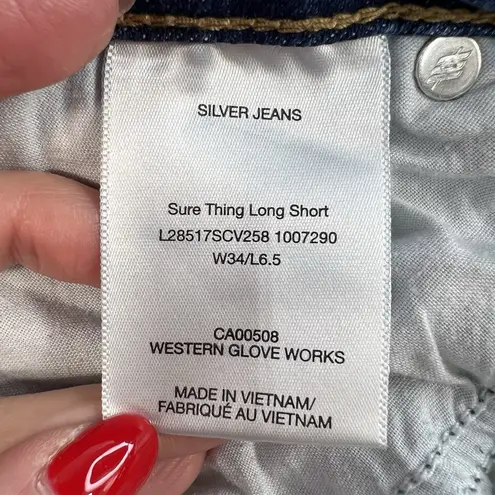 SILVER JEANS
Sure Thing Long Short
L28517SCV258 1007290
W34/L6.5
CA00508
WESTERN GLOVE WORKS
MADE IN VIETNAM/
FABRIQUÉ AU VIETNAM